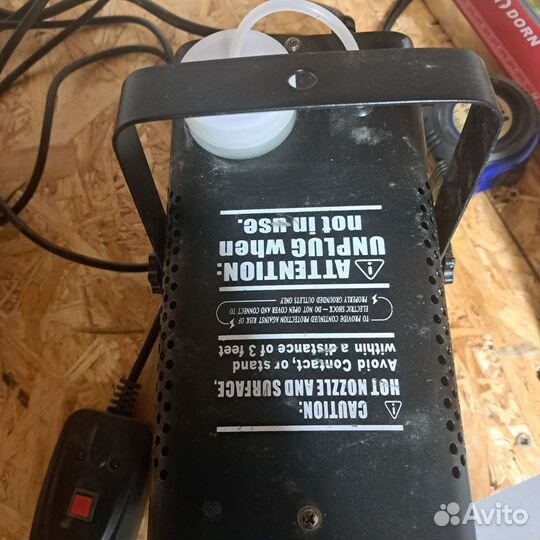 CAUTION:
HOT NOZZLE AND SURFACE,
Avoid Contact, or stand
within a distance of 3 feet
TO PROVIDE CONTINUED PROTECTION AGAINST RISK OF
ELECTRIC SHOCK — DO NOT OPEN COVER AND CONNECT TO
PROPERLY GROUNDED OUTLETS ONLY
ATTENTION:
UNPLUG when
not in use.
DORN
Avito